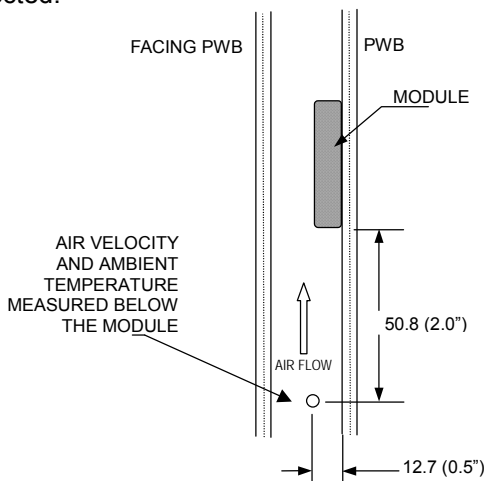 FACING PWB
PWB
MODULE
AIR VELOCITY
AND AMBIENT
TEMPERATURE
MEASURED BELOW
THE MODULE
50.8 (2.0”)
AIR FLOW
12.7 (0.5”)